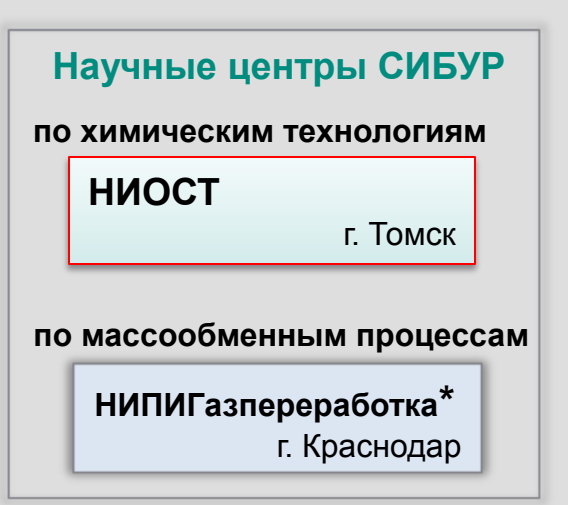 Научные центры СИБУР
по химическим технологиям
НИОСТ
г. Томск
по массообменным процессам
НИПИГазпереработка*
г. Краснодар